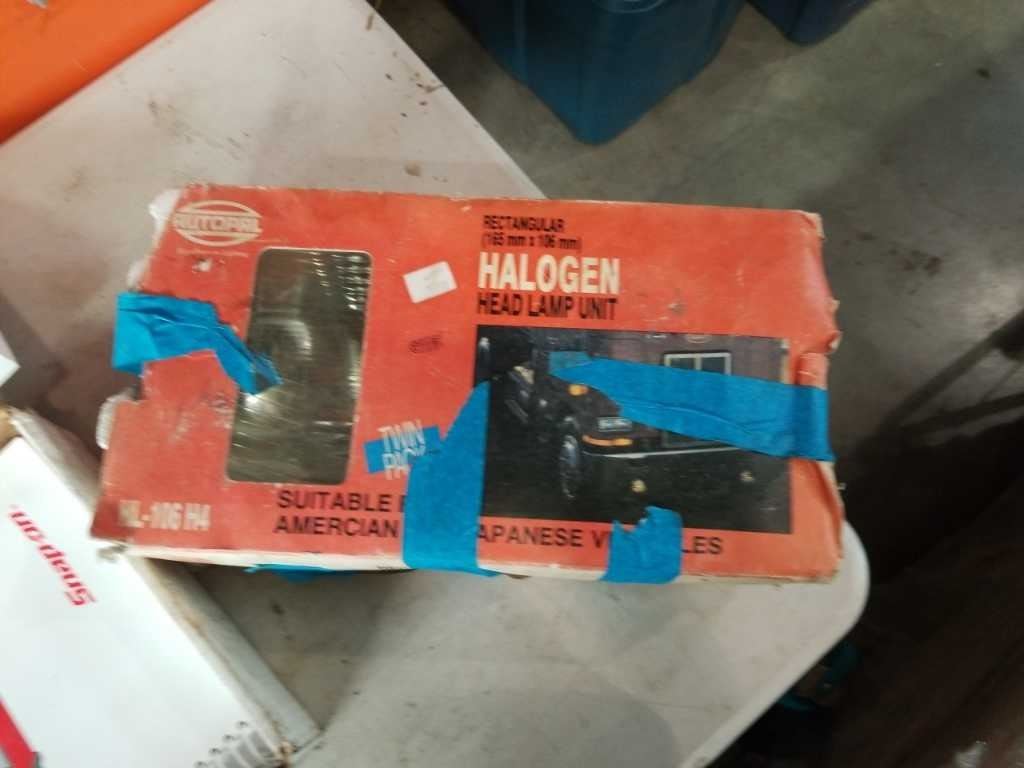 AUTOPAL
RECTANGULAR
(165 mm x 106 mm)
HALOGEN
HEAD LAMP UNIT
TWIN
PACK
HL-106 H4
SUITABLE
AMERCIAN APANESE V LES
Snap-on